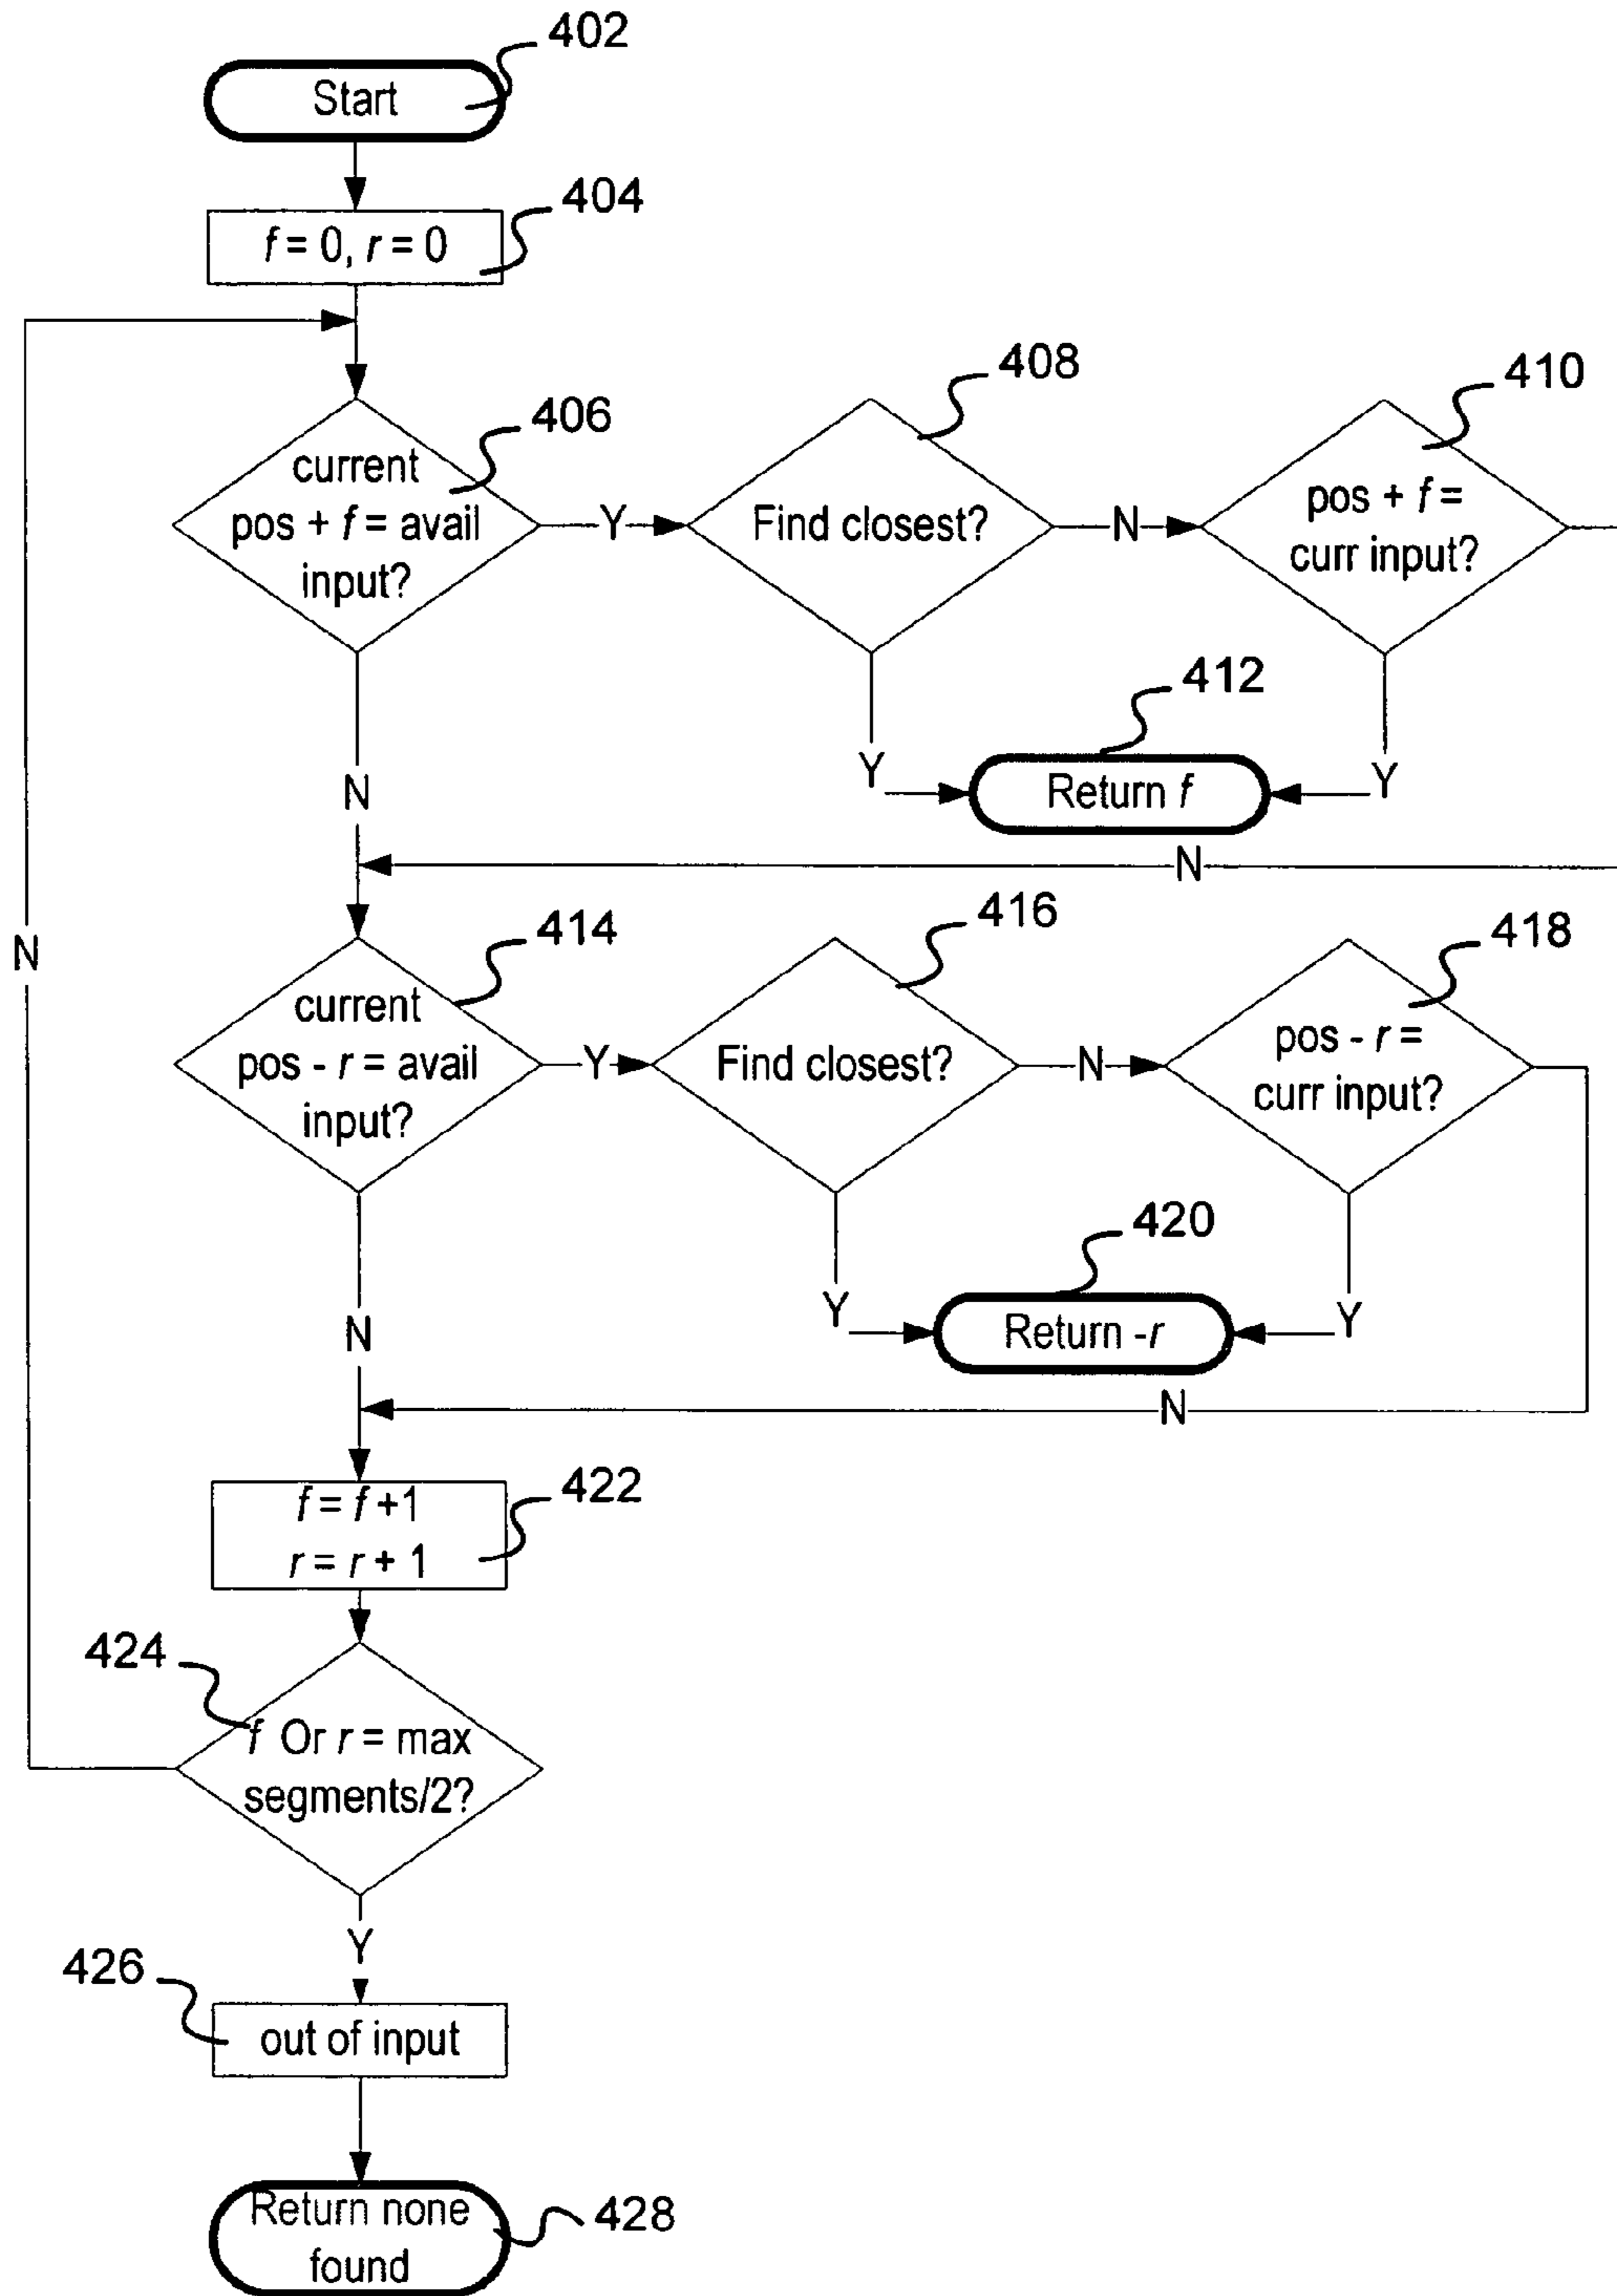 402
Start
404
f = 0, r = 0
408
410
406
current
pos + f = avail
input?
Y
Find closest?
N
pos + f =
curr input?
412
Y
Return f
Y
N
N
414
416
418
N
current
pos - r = avail
input?
Y
Find closest?
N
pos - r =
curr input?
420
Y
Return -r
Y
N
N
422
f = f +1
r = r + 1
424
f Or r = max
segments/2?
Y
426
out of input
Return none
found
428